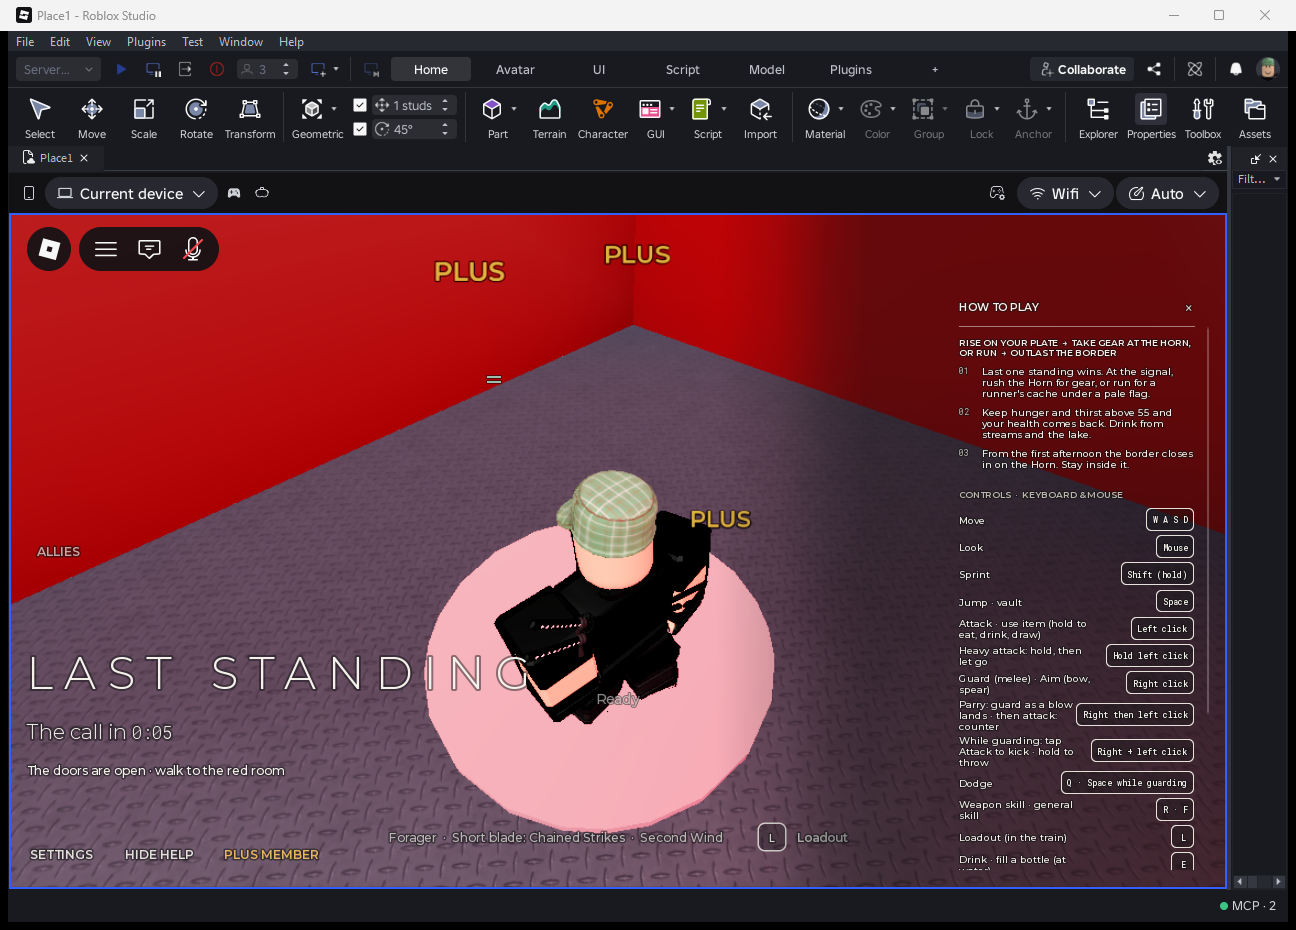 Place1 - Roblox Studio
File Edit View Plugins Test Window Help
Server... 3 Home Avatar UI Script Model Plugins + Collaborate
1 studs
45°
Select Move Scale Rotate Transform Geometric Part Terrain Character GUI Script Import Material Color Group Lock Anchor Explorer Properties Toolbox Assets
Place1
Filt...
Current device Wifi Auto
PLUS
PLUS
PLUS
HOW TO PLAY ×
RISE ON YOUR PLATE → TAKE GEAR AT THE HORN,
OR RUN → OUTLAST THE BORDER
01 Last one standing wins. At the signal,
rush the Horn for gear, or run for a
runner's cache under a pale flag.
02 Keep hunger and thirst above 55 and
your health comes back. Drink from
streams and the lake.
03 From the first afternoon the border closes
in on the Horn. Stay inside it.
CONTROLS · KEYBOARD & MOUSE
Move W A S D
Look Mouse
Sprint Shift (hold)
Jump · vault Space
Attack · use item (hold to
eat, drink, draw) Left click
Heavy attack: hold, then
let go Hold left click
Guard (melee) · Aim (bow,
spear) Right click
Parry: guard as a blow
lands · then attack:
counter Right then left click
While guarding: tap
Attack to kick · hold to
throw Right + left click
Dodge Q · Space while guarding
Weapon skill · general
skill R · F
Loadout (in the train) L
Drink · fill a bottle (at
water) E
ALLIES
LAST STANDING
Ready
The call in 0:05
The doors are open · walk to the red room
Forager · Short blade: Chained Strikes · Second Wind L Loadout
SETTINGS HIDE HELP PLUS MEMBER
MCP · 2